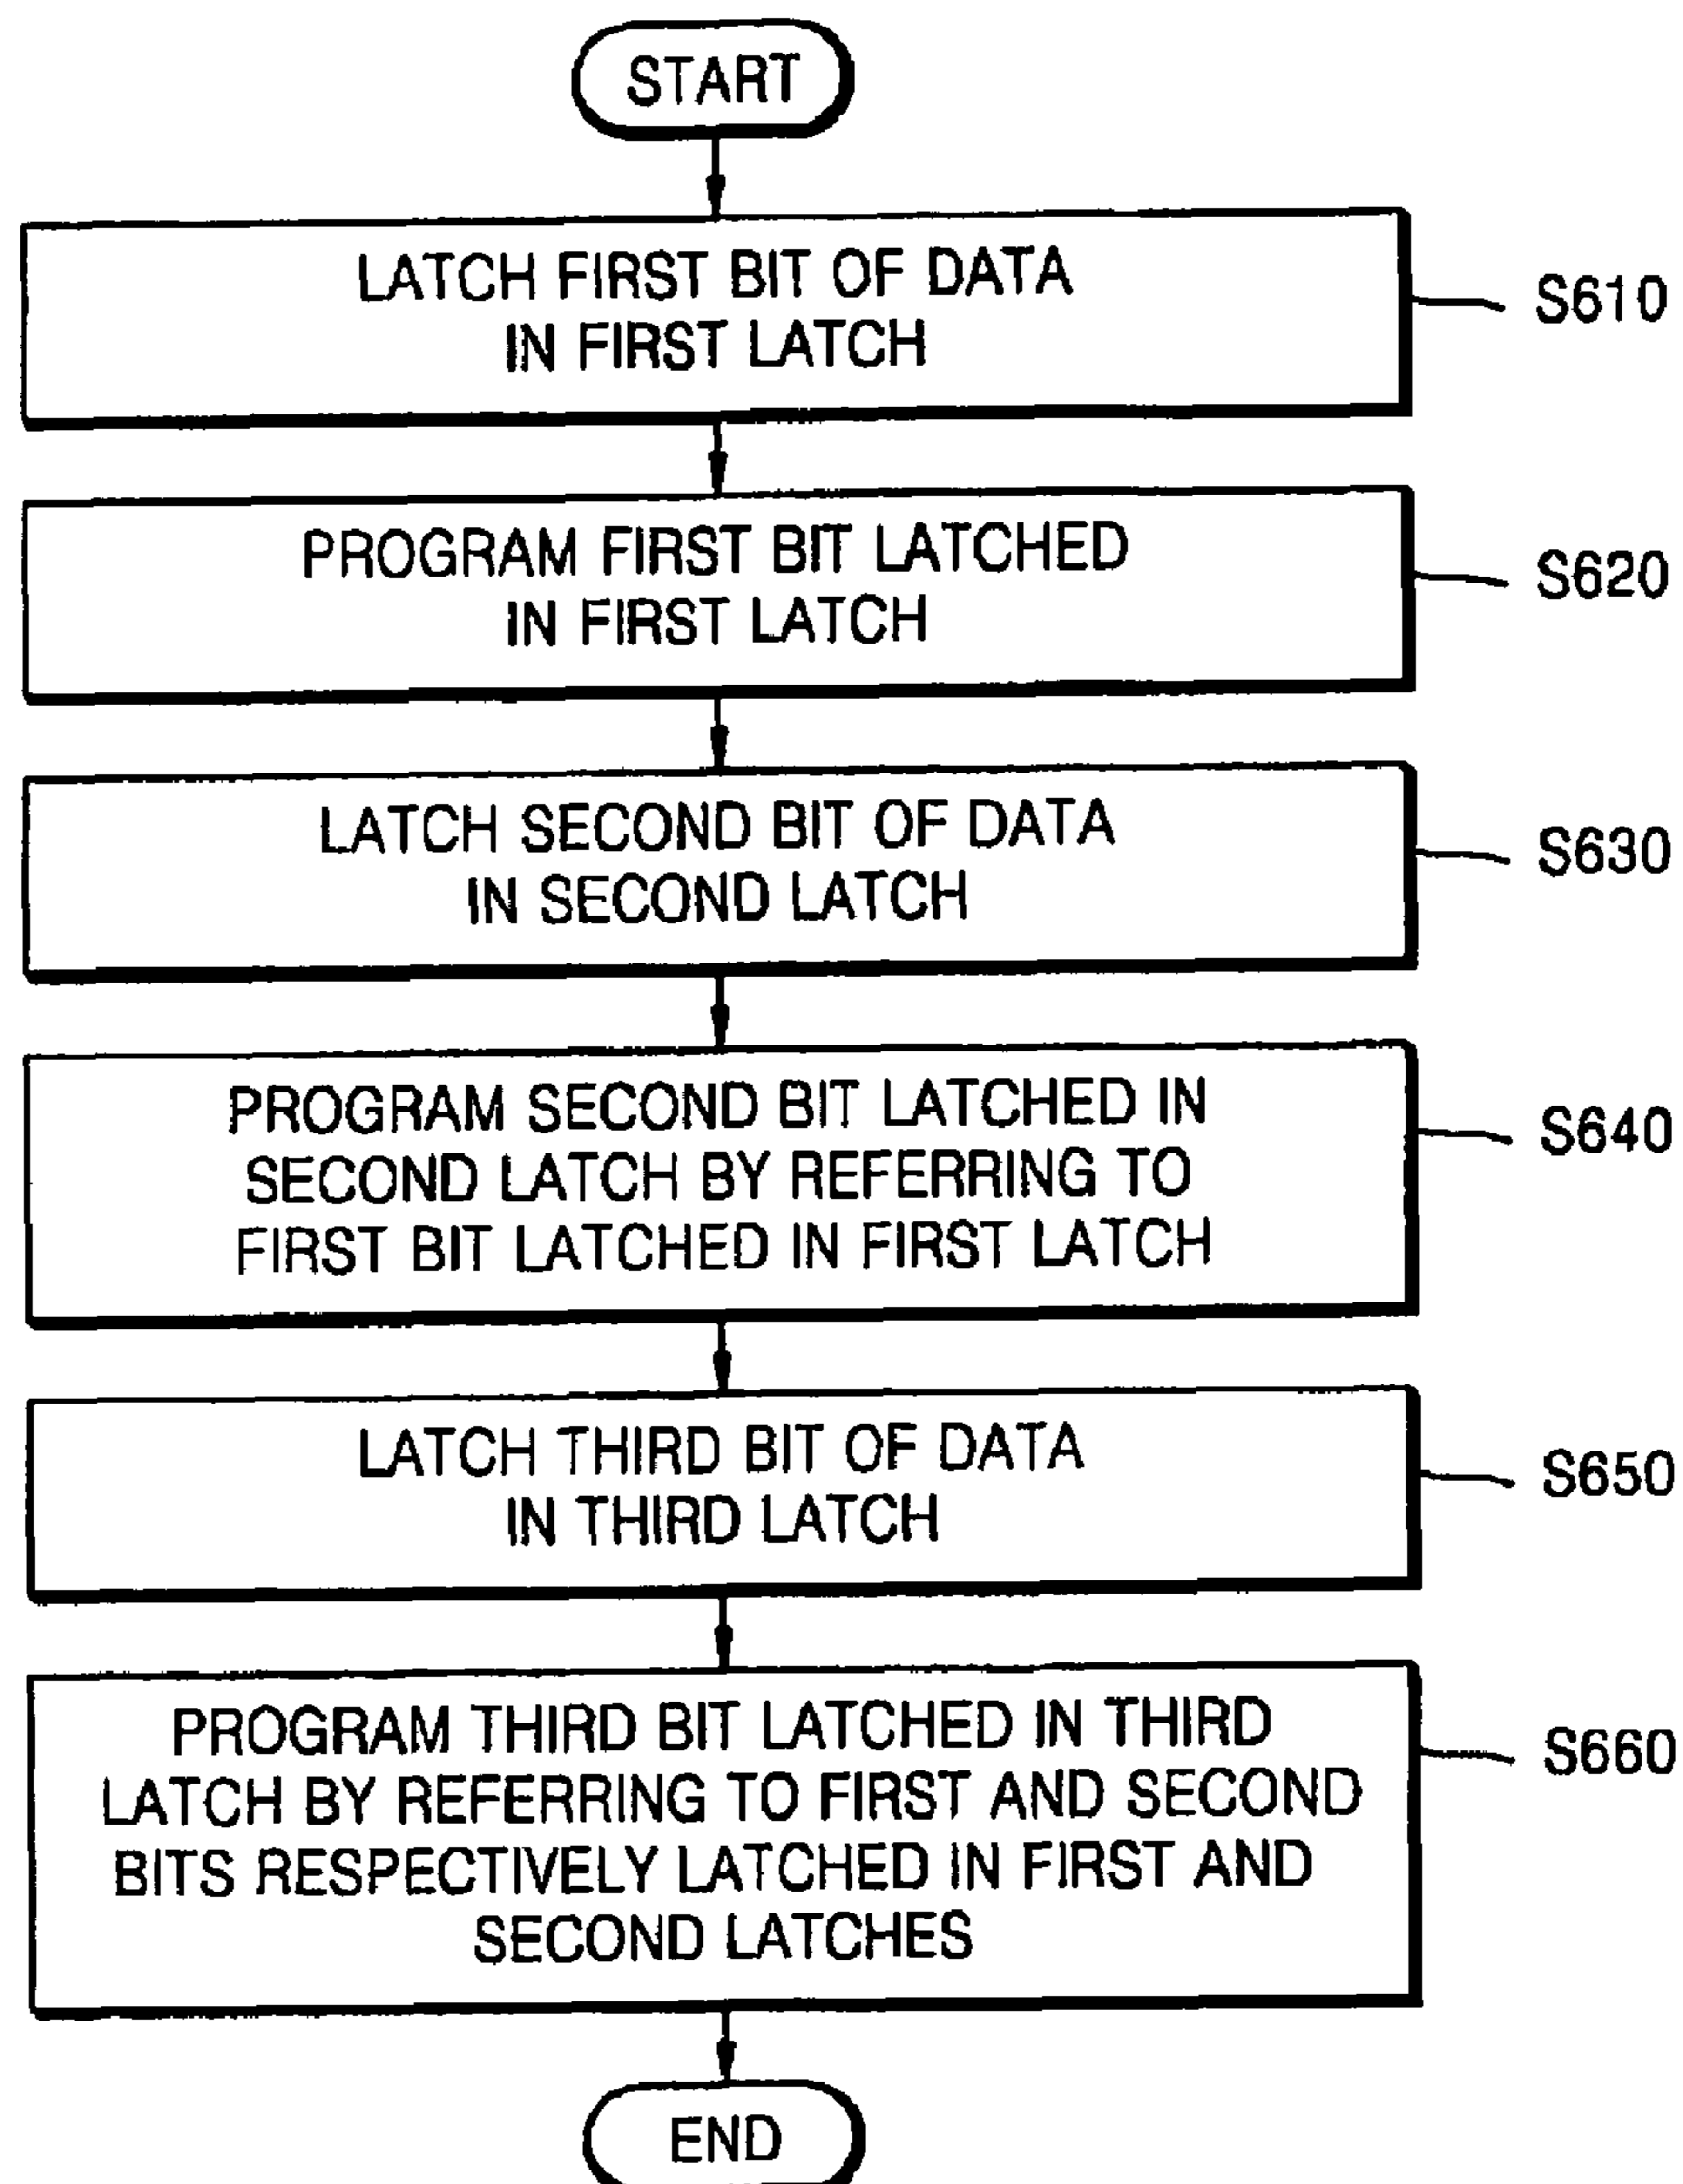 START
LATCH FIRST BIT OF DATA
IN FIRST LATCH
S610
PROGRAM FIRST BIT LATCHED
IN FIRST LATCH
S620
LATCH SECOND BIT OF DATA
IN SECOND LATCH
S630
PROGRAM SECOND BIT LATCHED IN
SECOND LATCH BY REFERRING TO
FIRST BIT LATCHED IN FIRST LATCH
S640
LATCH THIRD BIT OF DATA
IN THIRD LATCH
S650
PROGRAM THIRD BIT LATCHED IN THIRD
LATCH BY REFERRING TO FIRST AND SECOND
BITS RESPECTIVELY LATCHED IN FIRST AND
SECOND LATCHES
S660
END